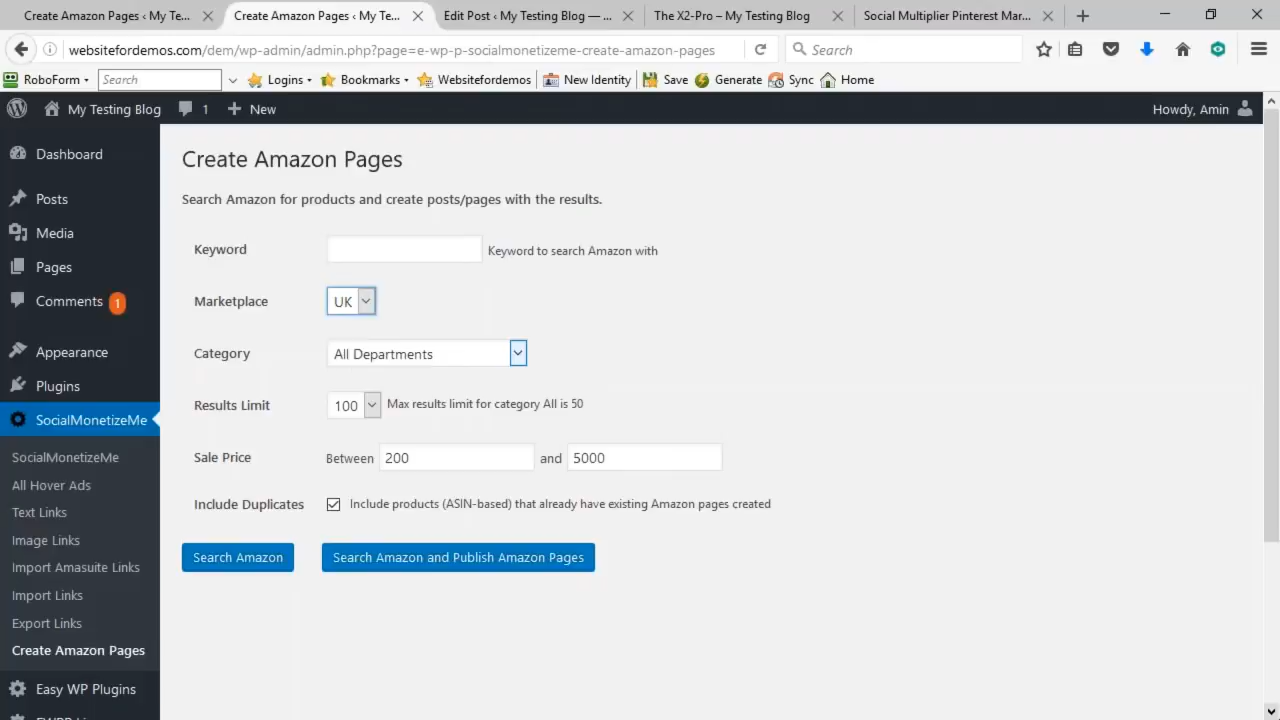 Create Amazon Pages ‹ My Te...
Create Amazon Pages ‹ My Te...
Edit Post ‹ My Testing Blog — ...
The X2-Pro – My Testing Blog
Social Multiplier Pinterest Mar...
websitefordemos.com/dem/wp-admin/admin.php?page=e-wp-p-socialmonetizeme-create-amazon-pages
Search
RoboForm
Search
Logins
Bookmarks
Websitefordemos
New Identity
Save
Generate
Sync
Home
My Testing Blog
1
New
Howdy, Amin
Dashboard
Posts
Media
Pages
Comments 1
Appearance
Plugins
SocialMonetizeMe
SocialMonetizeMe
All Hover Ads
Text Links
Image Links
Import Amasuite Links
Import Links
Export Links
Create Amazon Pages
Easy WP Plugins
Create Amazon Pages
Search Amazon for products and create posts/pages with the results.
Keyword
Keyword to search Amazon with
Marketplace
UK
Category
All Departments
Results Limit
100
Max results limit for category All is 50
Sale Price
Between 200 and 5000
Include Duplicates
Include products (ASIN-based) that already have existing Amazon pages created
Search Amazon
Search Amazon and Publish Amazon Pages